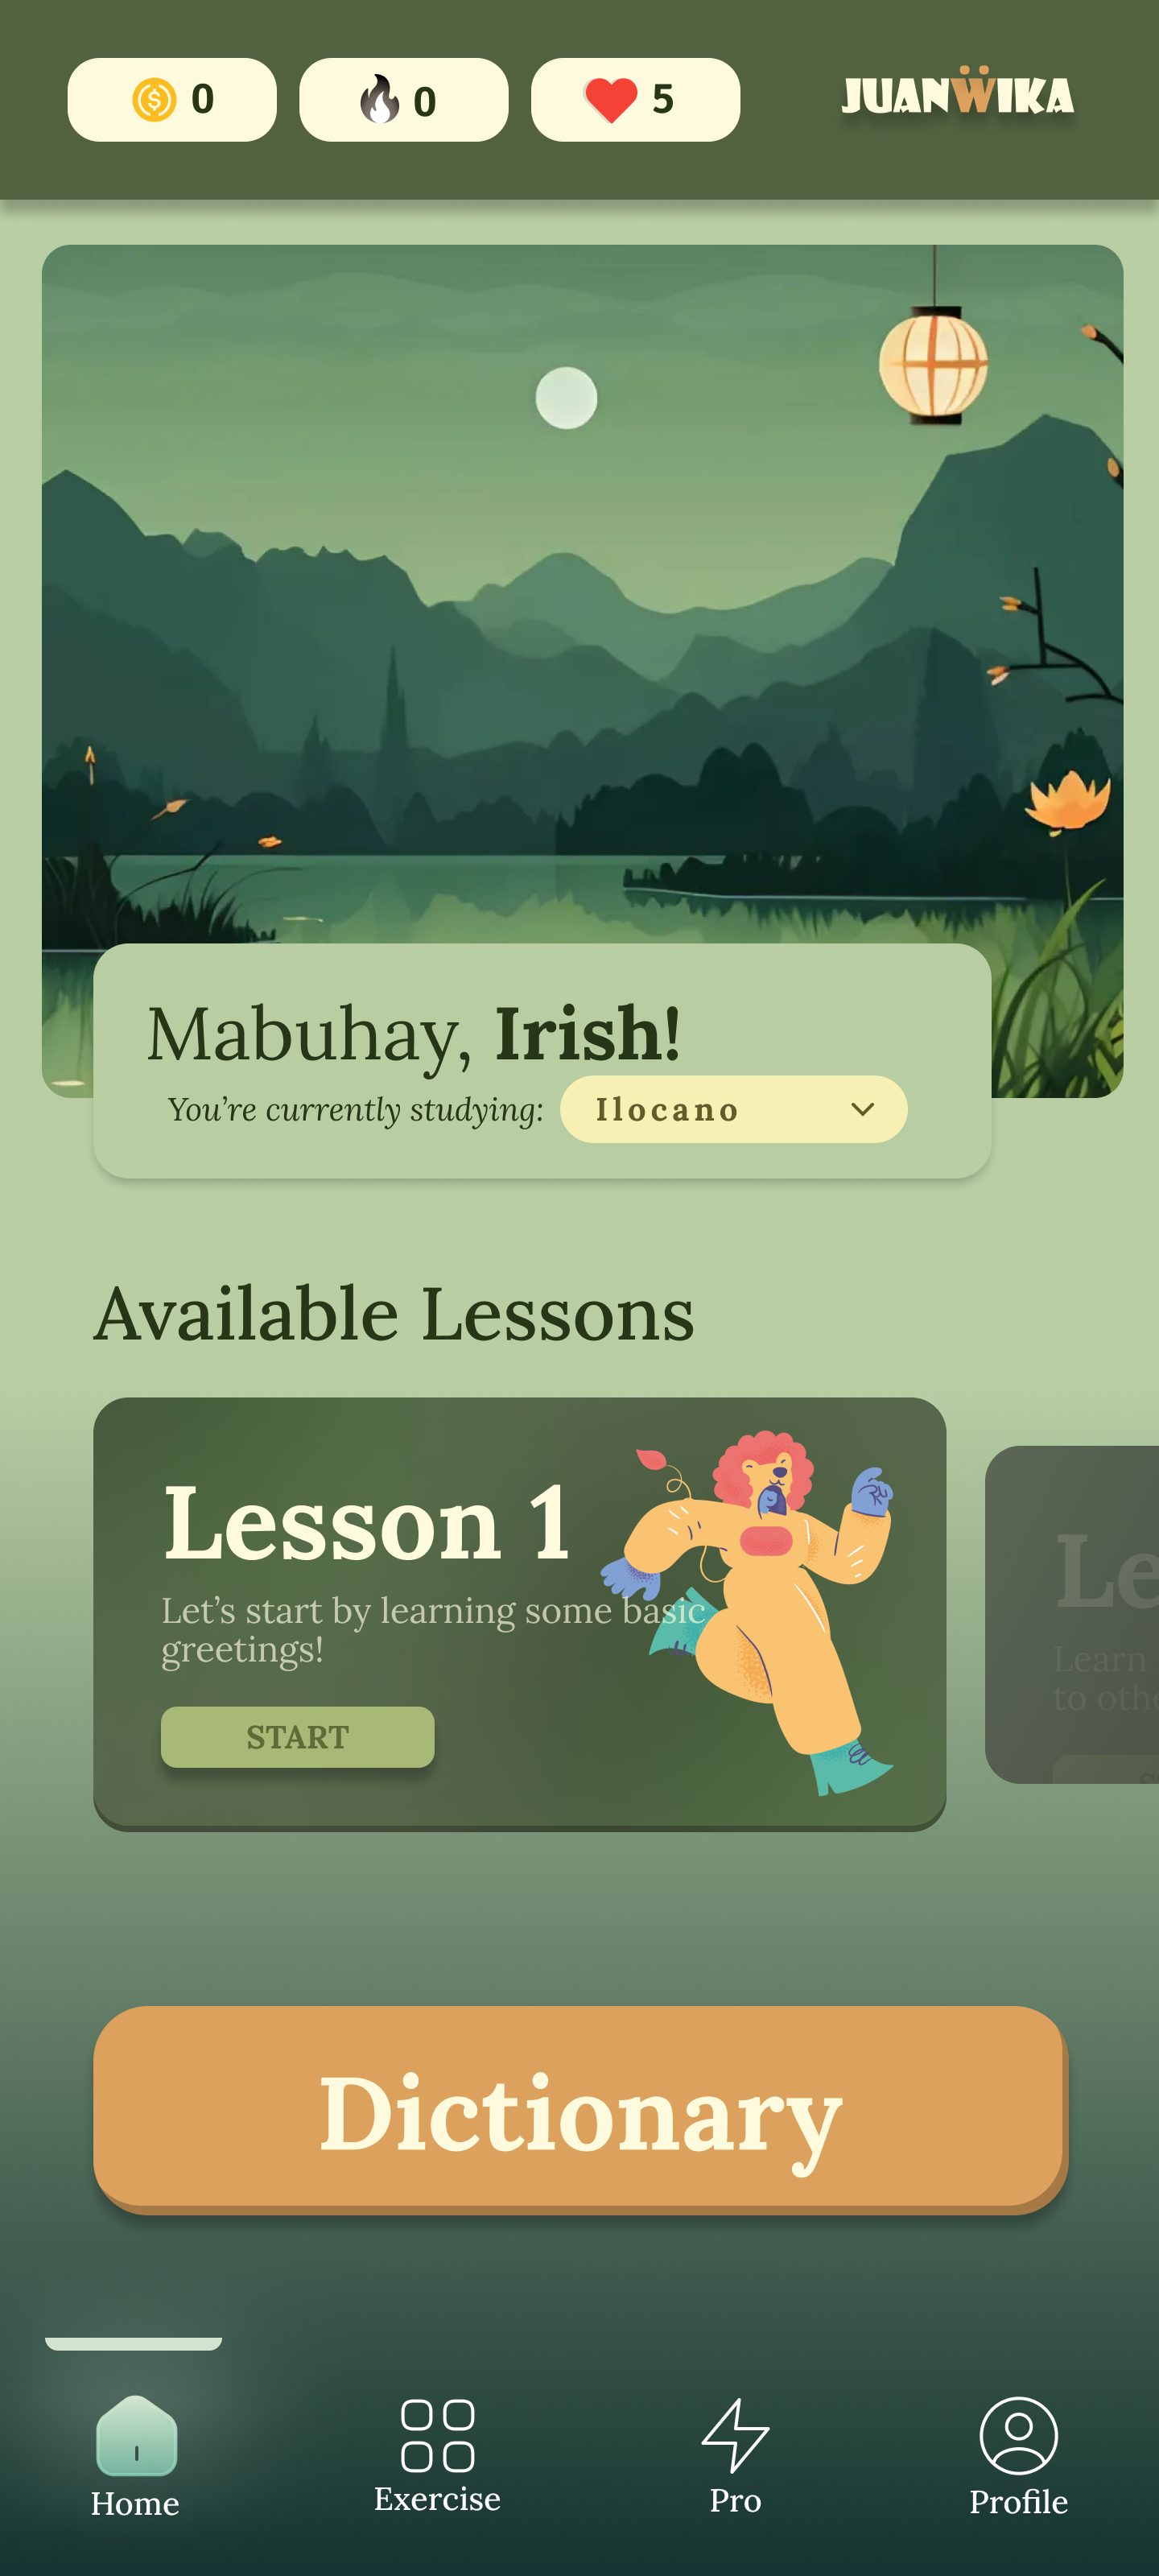 0
0
5
JUANẄIKA
Mabuhay, Irish!
You’re currently studying:
Ilocano
Available Lessons
Lesson 1
Let’s start by learning some basic
greetings!
START
Le
Learn
to oth
Dictionary
Home
Exercise
Pro
Profile